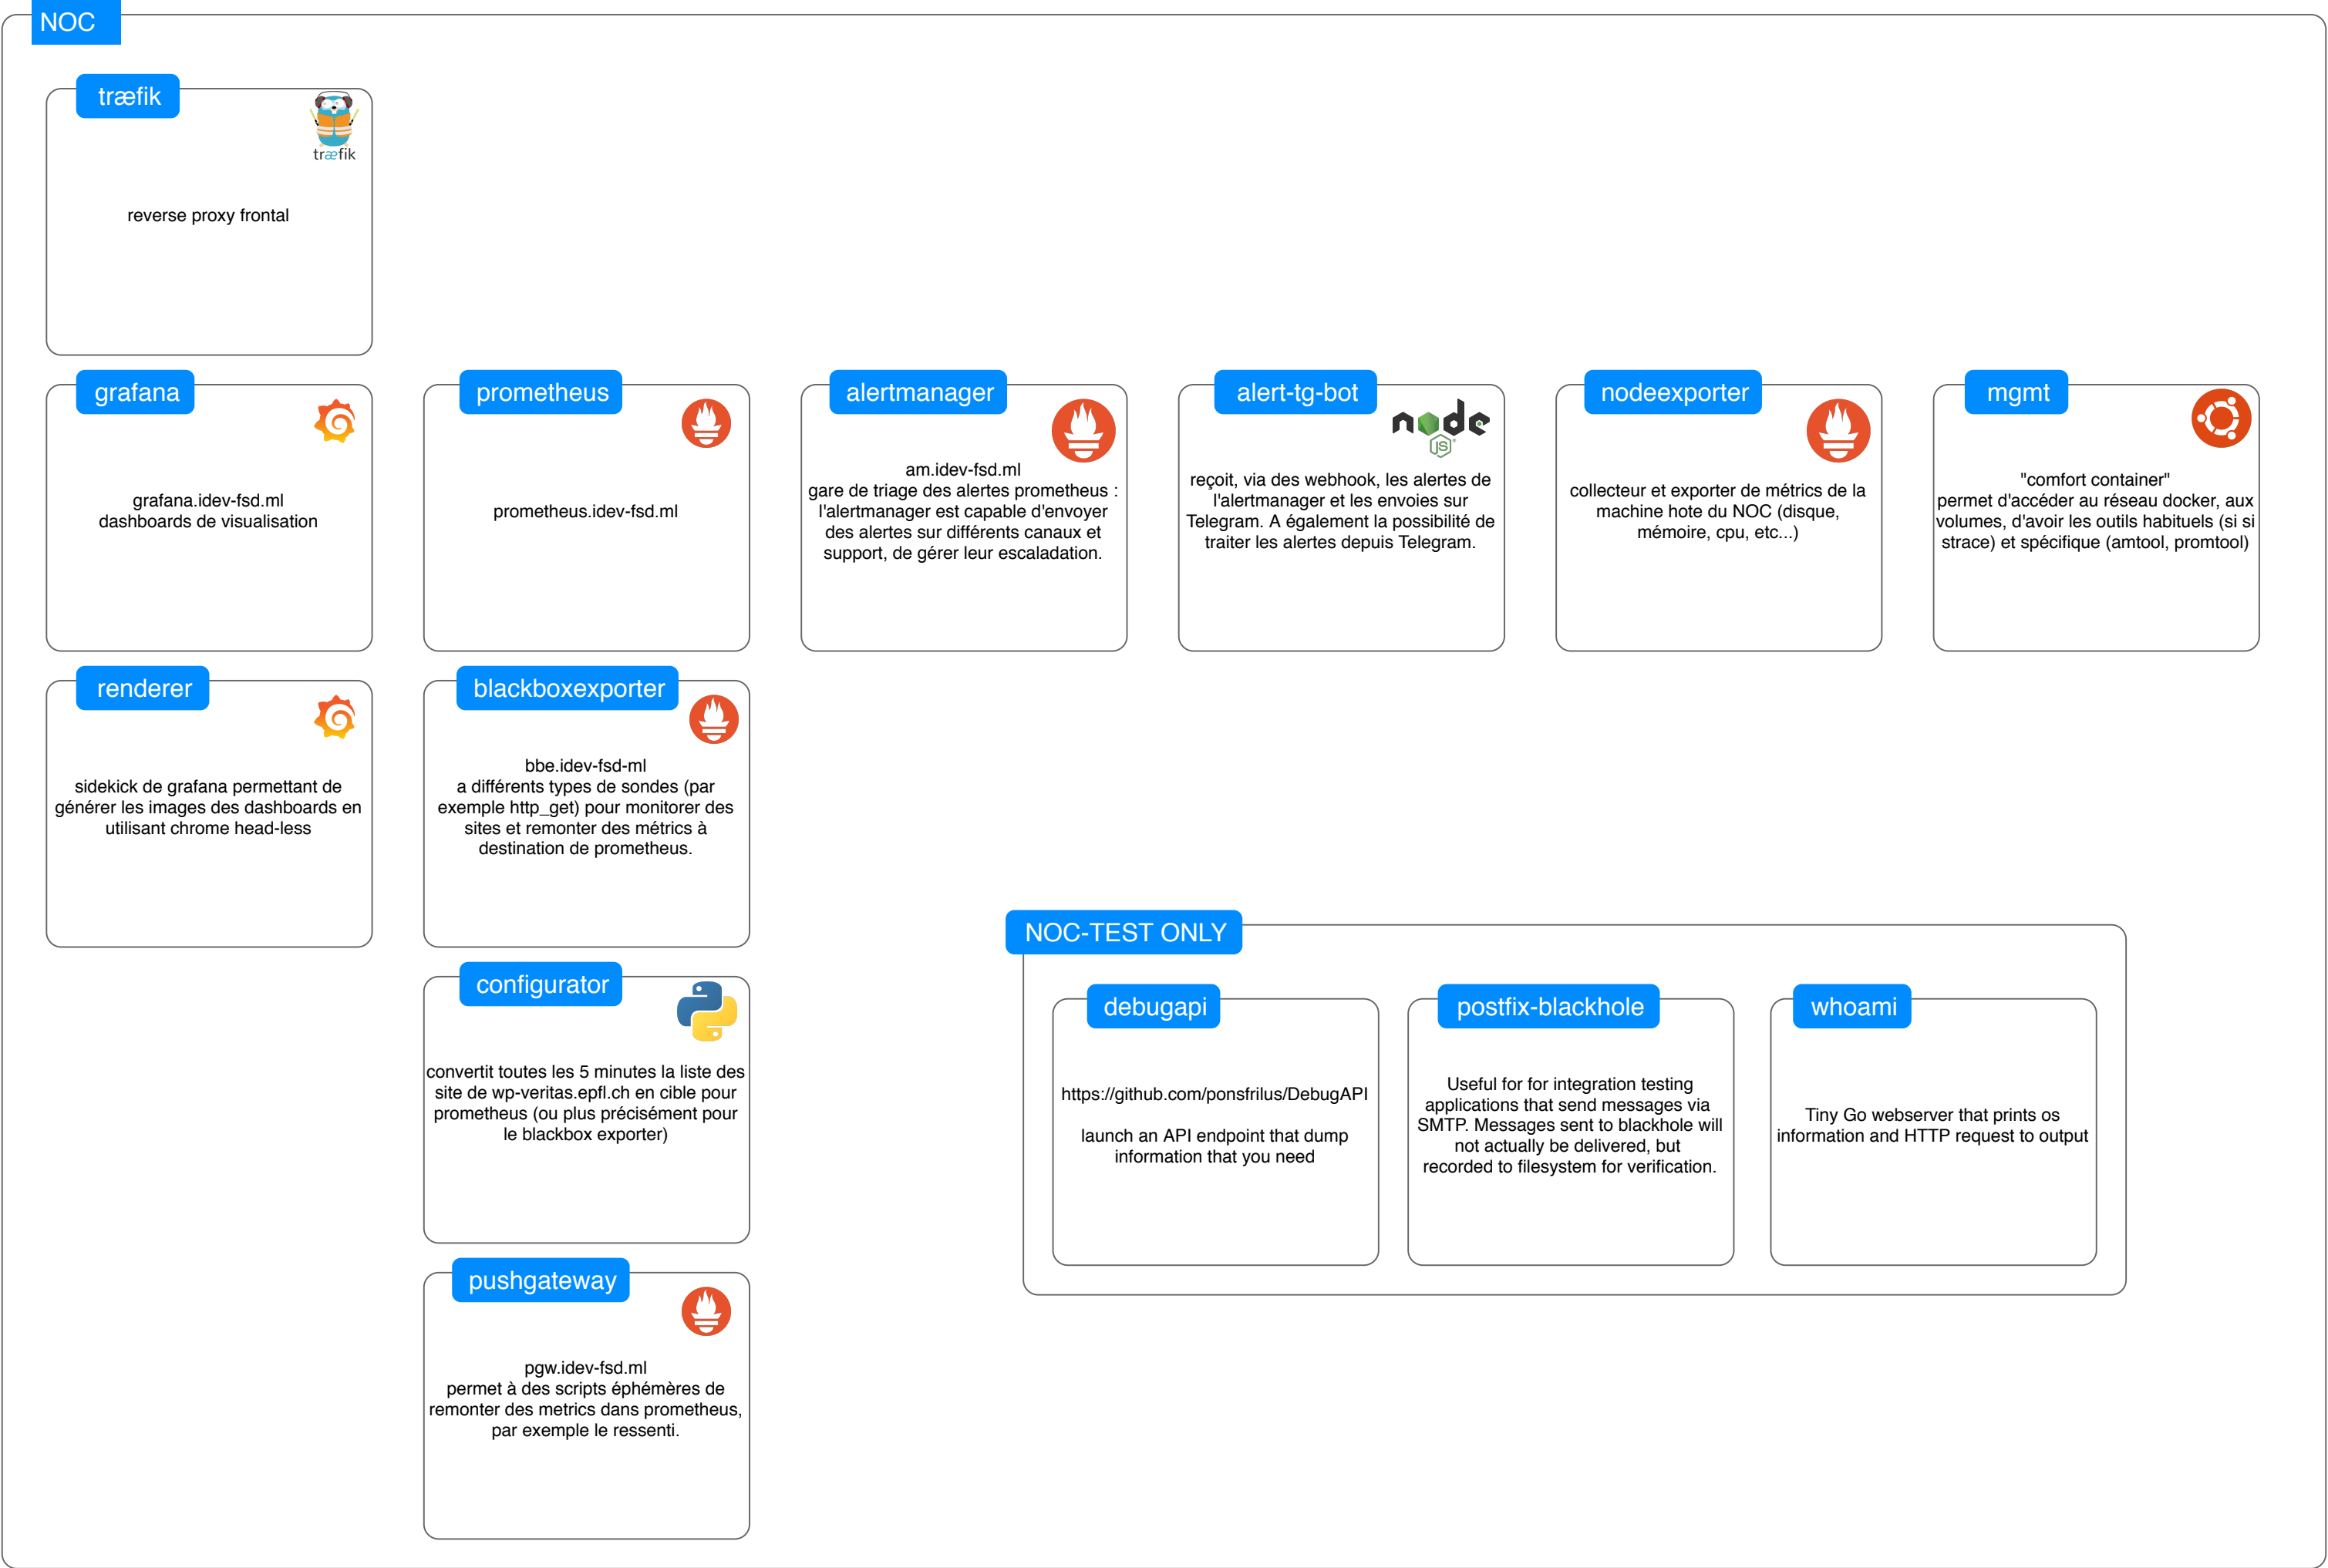 NOC
træfik
træfik
reverse proxy frontal
grafana
grafana.idev-fsd.ml
dashboards de visualisation
prometheus
prometheus.idev-fsd.ml
alertmanager
am.idev-fsd.ml
gare de triage des alertes prometheus :
l'alertmanager est capable d'envoyer
des alertes sur différents canaux et
support, de gérer leur escaladation.
alert-tg-bot
node
JS
reçoit, via des webhook, les alertes de
l'alertmanager et les envoies sur
Telegram. A également la possibilité de
traiter les alertes depuis Telegram.
nodeexporter
collecteur et exporter de métrics de la
machine hote du NOC (disque,
mémoire, cpu, etc...)
mgmt
"comfort container"
permet d'accéder au réseau docker, aux
volumes, d'avoir les outils habituels (si si
strace) et spécifique (amtool, promtool)
renderer
sidekick de grafana permettant de
générer les images des dashboards en
utilisant chrome head-less
blackboxexporter
bbe.idev-fsd-ml
a différents types de sondes (par
exemple http_get) pour monitorer des
sites et remonter des métrics à
destination de prometheus.
configurator
convertit toutes les 5 minutes la liste des
site de wp-veritas.epfl.ch en cible pour
prometheus (ou plus précisément pour
le blackbox exporter)
pushgateway
pgw.idev-fsd.ml
permet à des scripts éphémères de
remonter des metrics dans prometheus,
par exemple le ressenti.
NOC-TEST ONLY
debugapi
https://github.com/ponsfrilus/DebugAPI
launch an API endpoint that dump
information that you need
postfix-blackhole
Useful for for integration testing
applications that send messages via
SMTP. Messages sent to blackhole will
not actually be delivered, but
recorded to filesystem for verification.
whoami
Tiny Go webserver that prints os
information and HTTP request to output